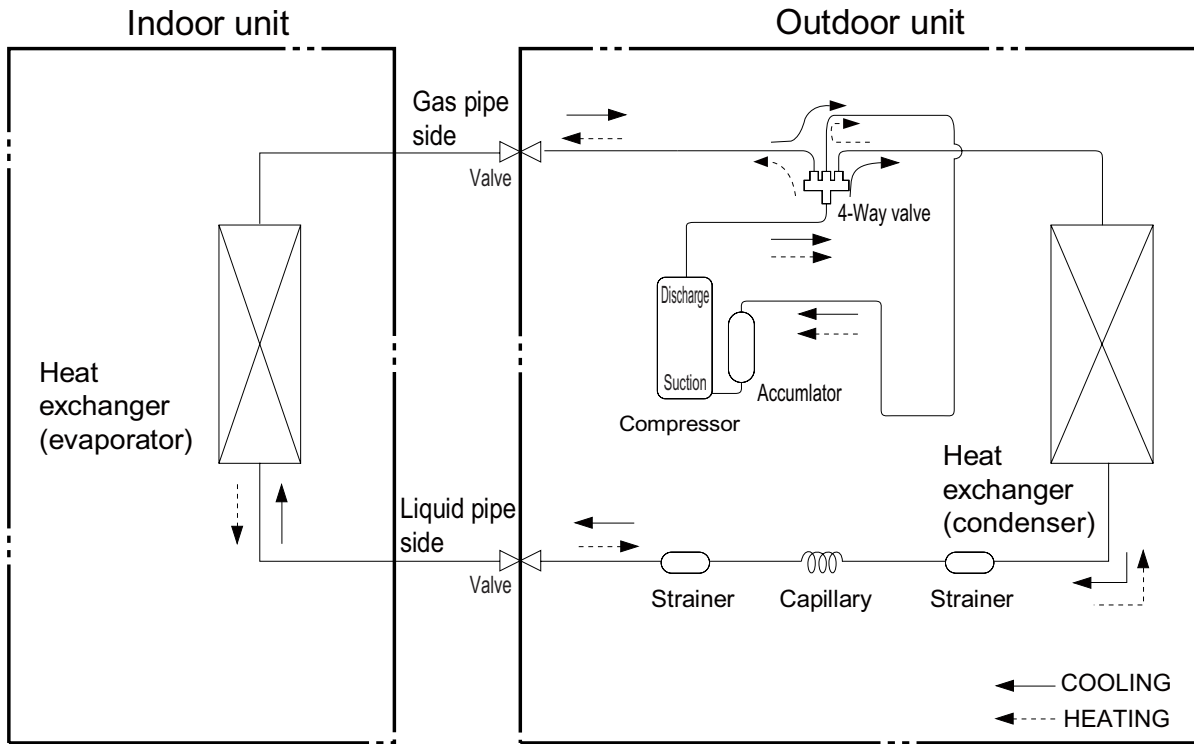 Indoor unit
Outdoor unit
Gas pipe
side
Valve
4-Way valve
Discharge
Suction
Compressor
Accumlator
Heat
exchanger
(evaporator)
Heat
exchanger
(condenser)
Liquid pipe
side
Valve
Strainer
Capillary
Strainer
COOLING
HEATING